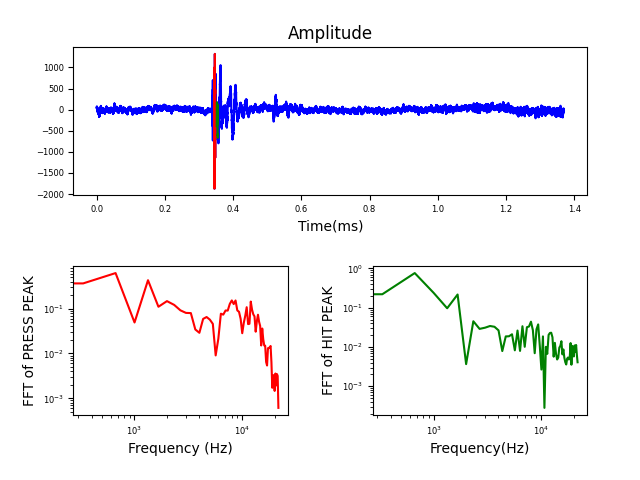 Amplitude
1000
500
0
−500
−1000
−1500
−2000
0.0 0.2 0.4 0.6 0.8 1.0 1.2 1.4
Time(ms)
FFT of PRESS PEAK
10⁻¹
10⁻²
10⁻³
10³ 10⁴
Frequency (Hz)
FFT of HIT PEAK
10⁰
10⁻¹
10⁻²
10⁻³
10³ 10⁴
Frequency(Hz)